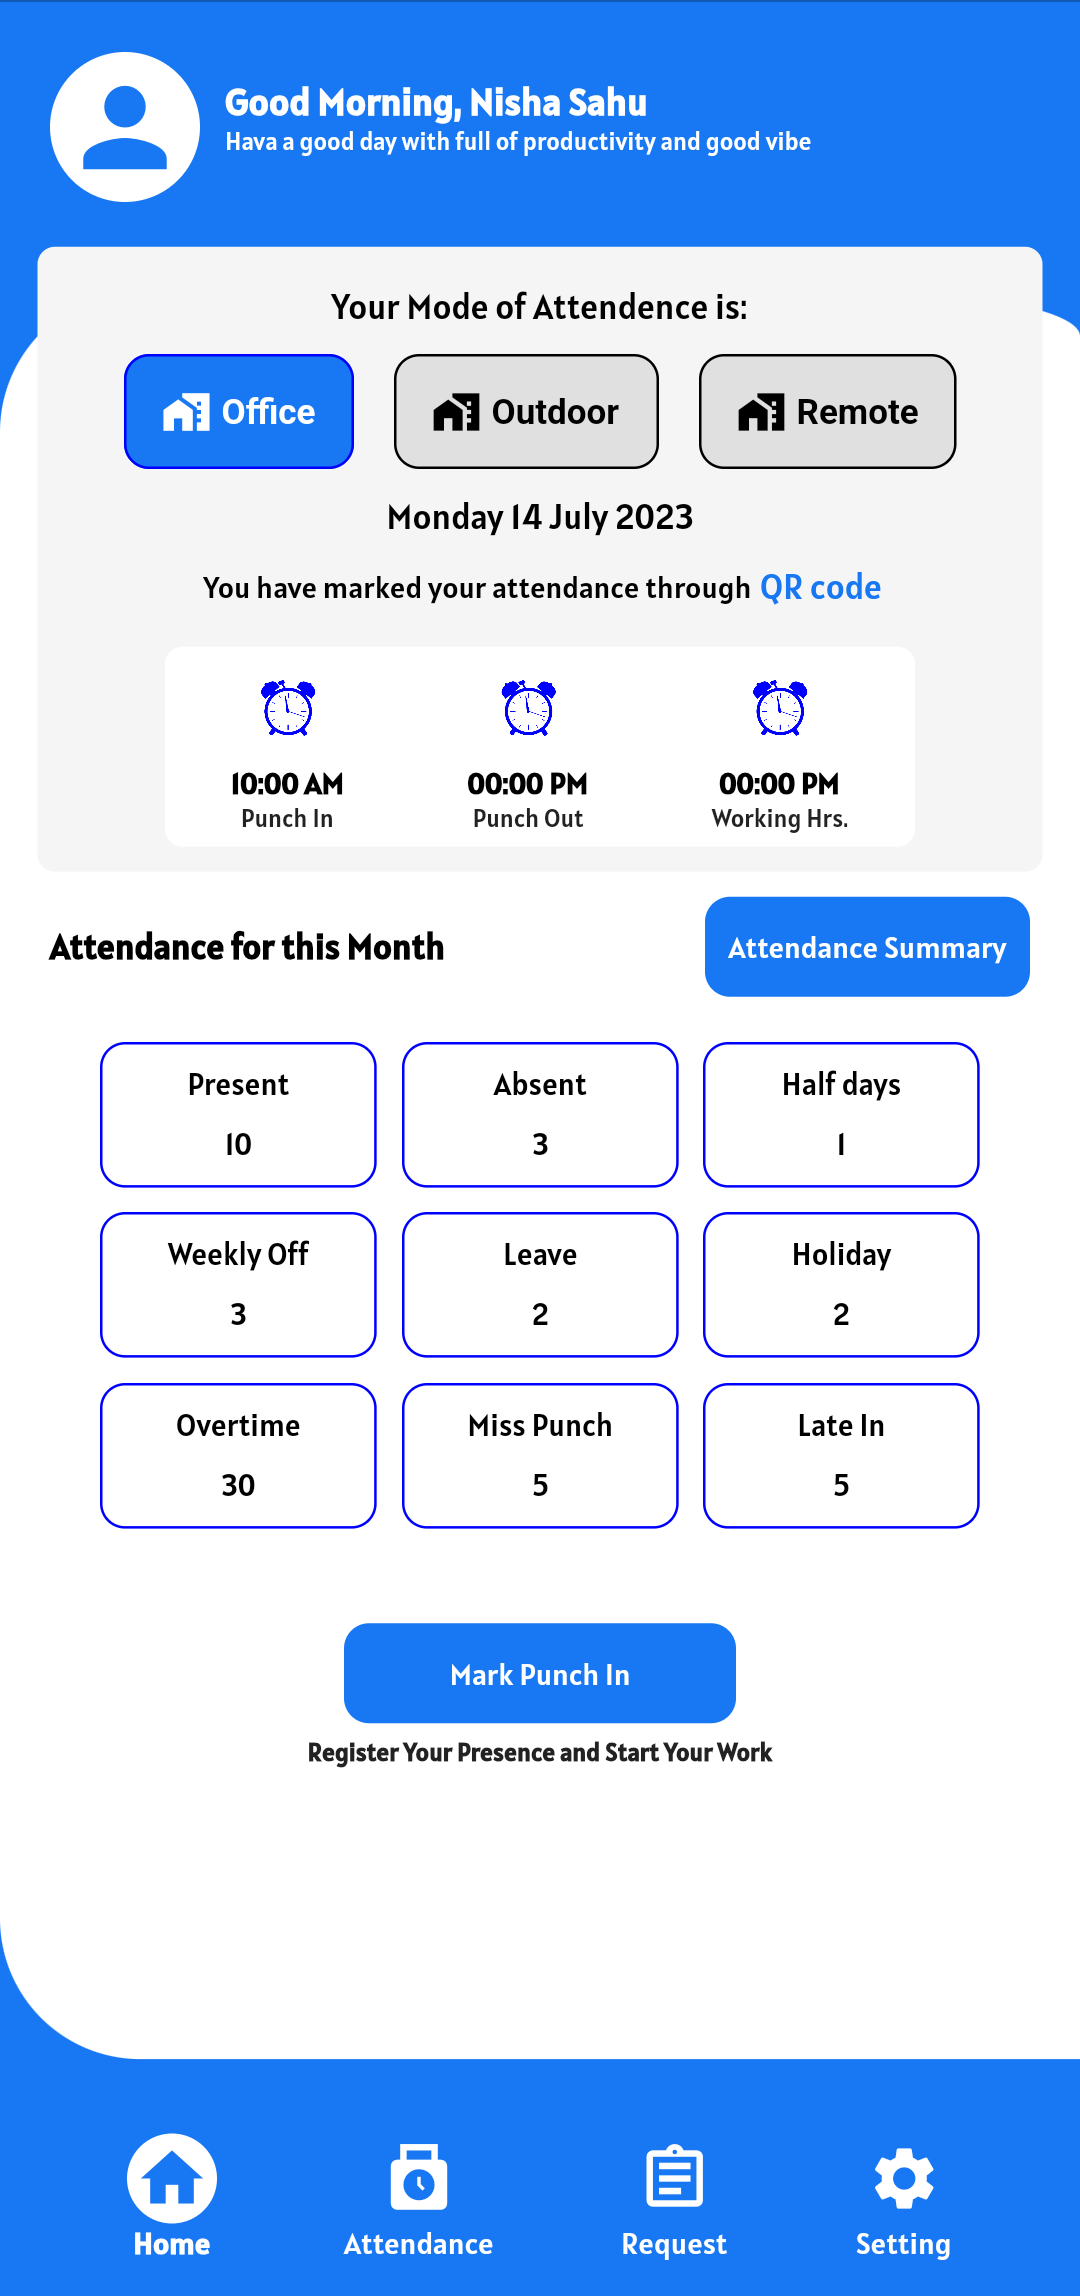 Good Morning, Nisha Sahu
Hava a good day with full of productivity and good vibe
Your Mode of Attendence is:
Office
Outdoor
Remote
Monday 14 July 2023
You have marked your attendance through QR code
10:00 AM
00:00 PM
00:00 PM
Punch In
Punch Out
Working Hrs.
Attendance for this Month
Attendance Summary
Present
Absent
Half days
10
3
1
Weekly Off
Leave
Holiday
3
2
2
Overtime
Miss Punch
Late In
30
5
5
Mark Punch In
Register Your Presence and Start Your Work
Home
Attendance
Request
Setting